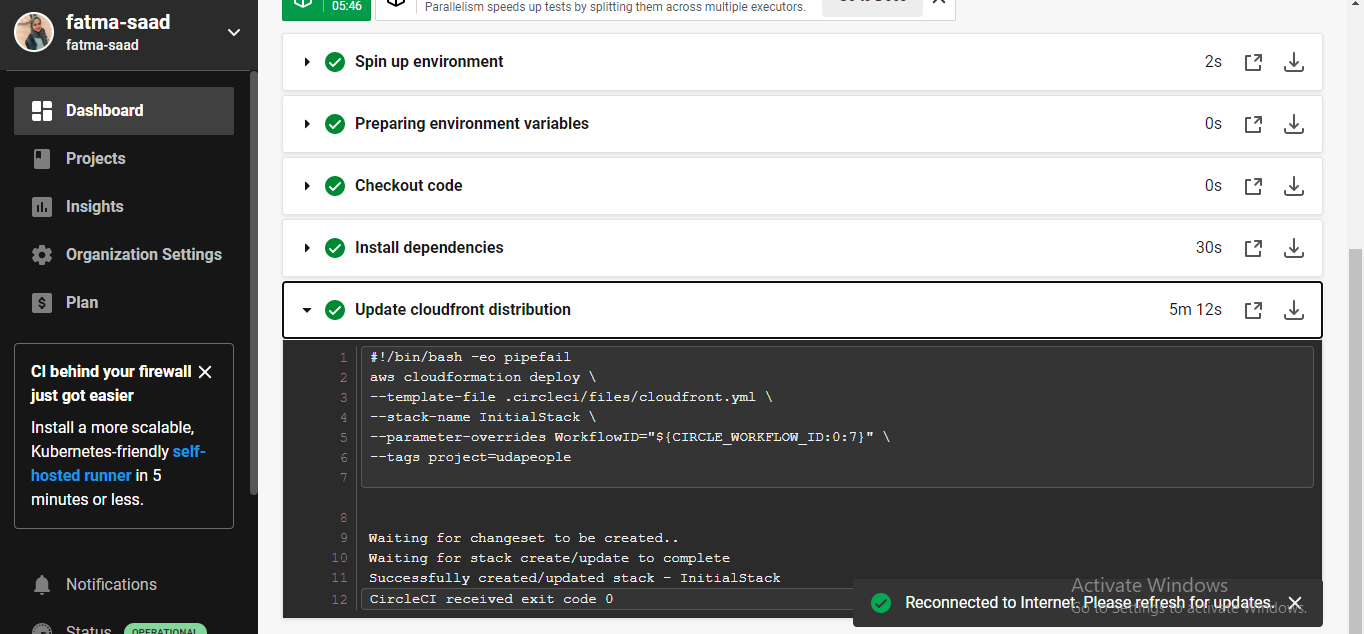 fatma-saad
fatma-saad
Dashboard
Projects
Insights
Organization Settings
Plan
CI behind your firewall
just got easier
Install a more scalable,
Kubernetes-friendly self-
hosted runner in 5
minutes or less.
Notifications
Status OPERATIONAL
05:46
Parallelism speeds up tests by splitting them across multiple executors.
Spin up environment 2s
Preparing environment variables 0s
Checkout code 0s
Install dependencies 30s
Update cloudfront distribution 5m 12s
1 #!/bin/bash -eo pipefail
2 aws cloudformation deploy \
3 --template-file .circleci/files/cloudfront.yml \
4 --stack-name InitialStack \
5 --parameter-overrides WorkflowID="${CIRCLE_WORKFLOW_ID:0:7}" \
6 --tags project=udapeople
7
8
9 Waiting for changeset to be created..
10 Waiting for stack create/update to complete
11 Successfully created/updated stack - InitialStack
12 CircleCI received exit code 0
Activate Windows
Go to Settings to activate Windows.
Reconnected to Internet. Please refresh for updates.